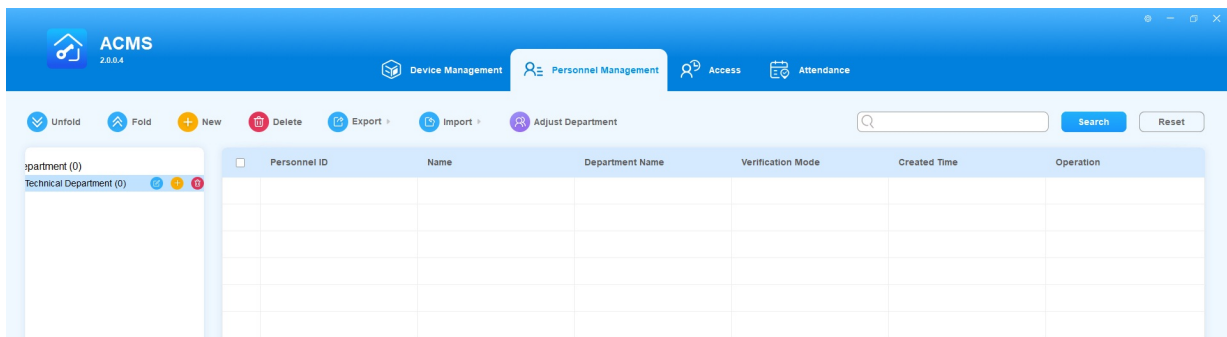 ACMS
2.0.0.4
Device Management Personnel Management Access Attendance
Unfold Fold New Delete Export Import Adjust Department Search Reset
epartment (0)
Technical Department (0)
Personnel ID Name Department Name Verification Mode Created Time Operation